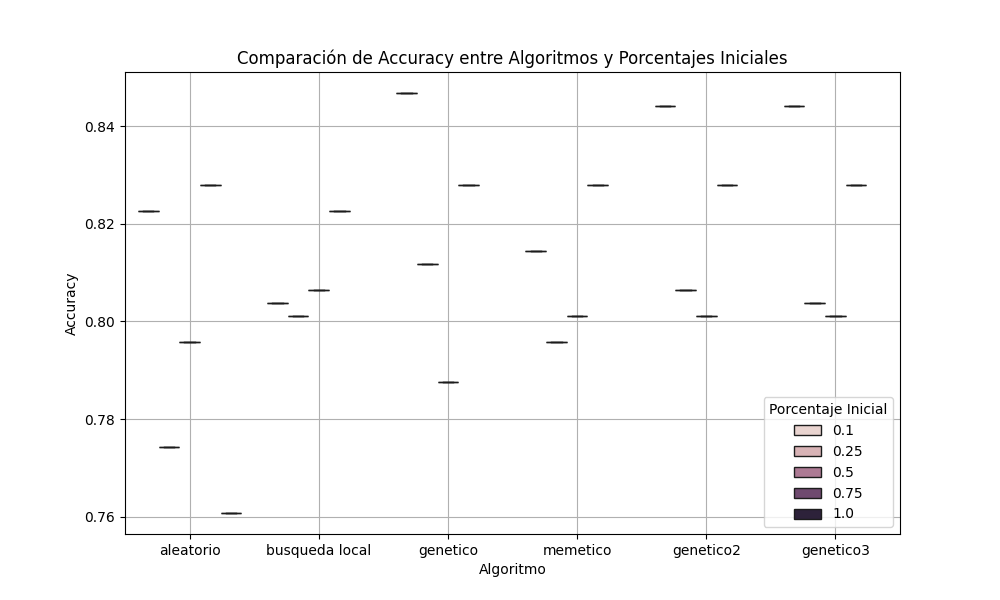 Comparación de Accuracy entre Algoritmos y Porcentajes Iniciales
Accuracy
0.84
0.82
0.80
0.78
0.76
Porcentaje Inicial
0.1
0.25
0.5
0.75
1.0
aleatorio
busqueda local
genetico
memetico
genetico2
genetico3
Algoritmo